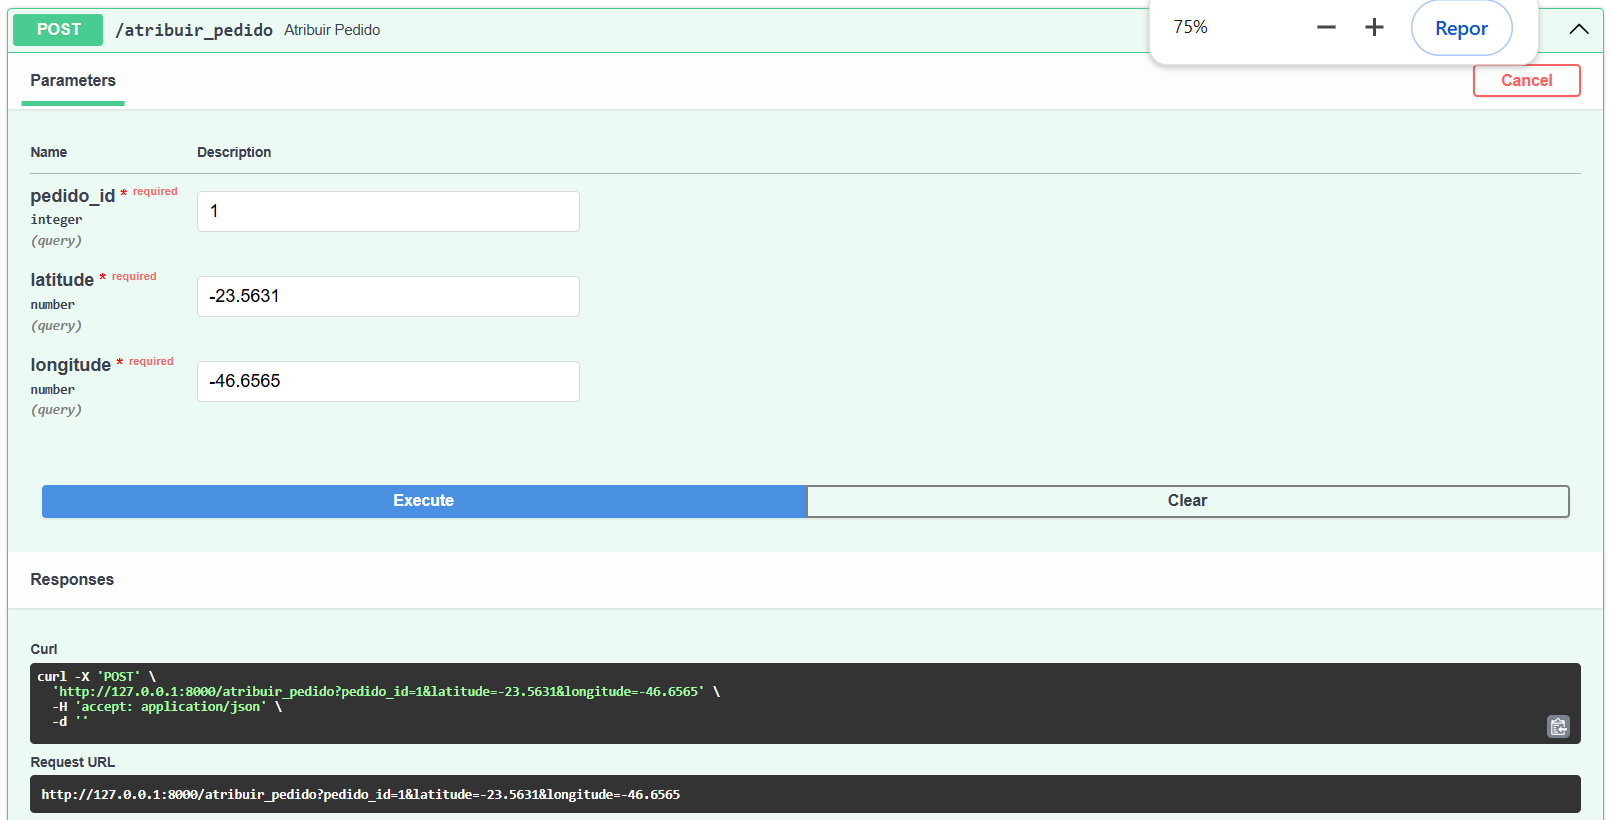 POST /atribuir_pedido Atribuir Pedido
75%
Repor
Parameters
Cancel
Name Description
pedido_id * required
integer
(query)
1
latitude * required
number
(query)
-23.5631
longitude * required
number
(query)
-46.6565
Execute Clear
Responses
Curl
curl -X 'POST' \
'http://127.0.0.1:8000/atribuir_pedido?pedido_id=1&latitude=-23.5631&longitude=-46.6565' \
-H 'accept: application/json' \
-d ''
Request URL
http://127.0.0.1:8000/atribuir_pedido?pedido_id=1&latitude=-23.5631&longitude=-46.6565